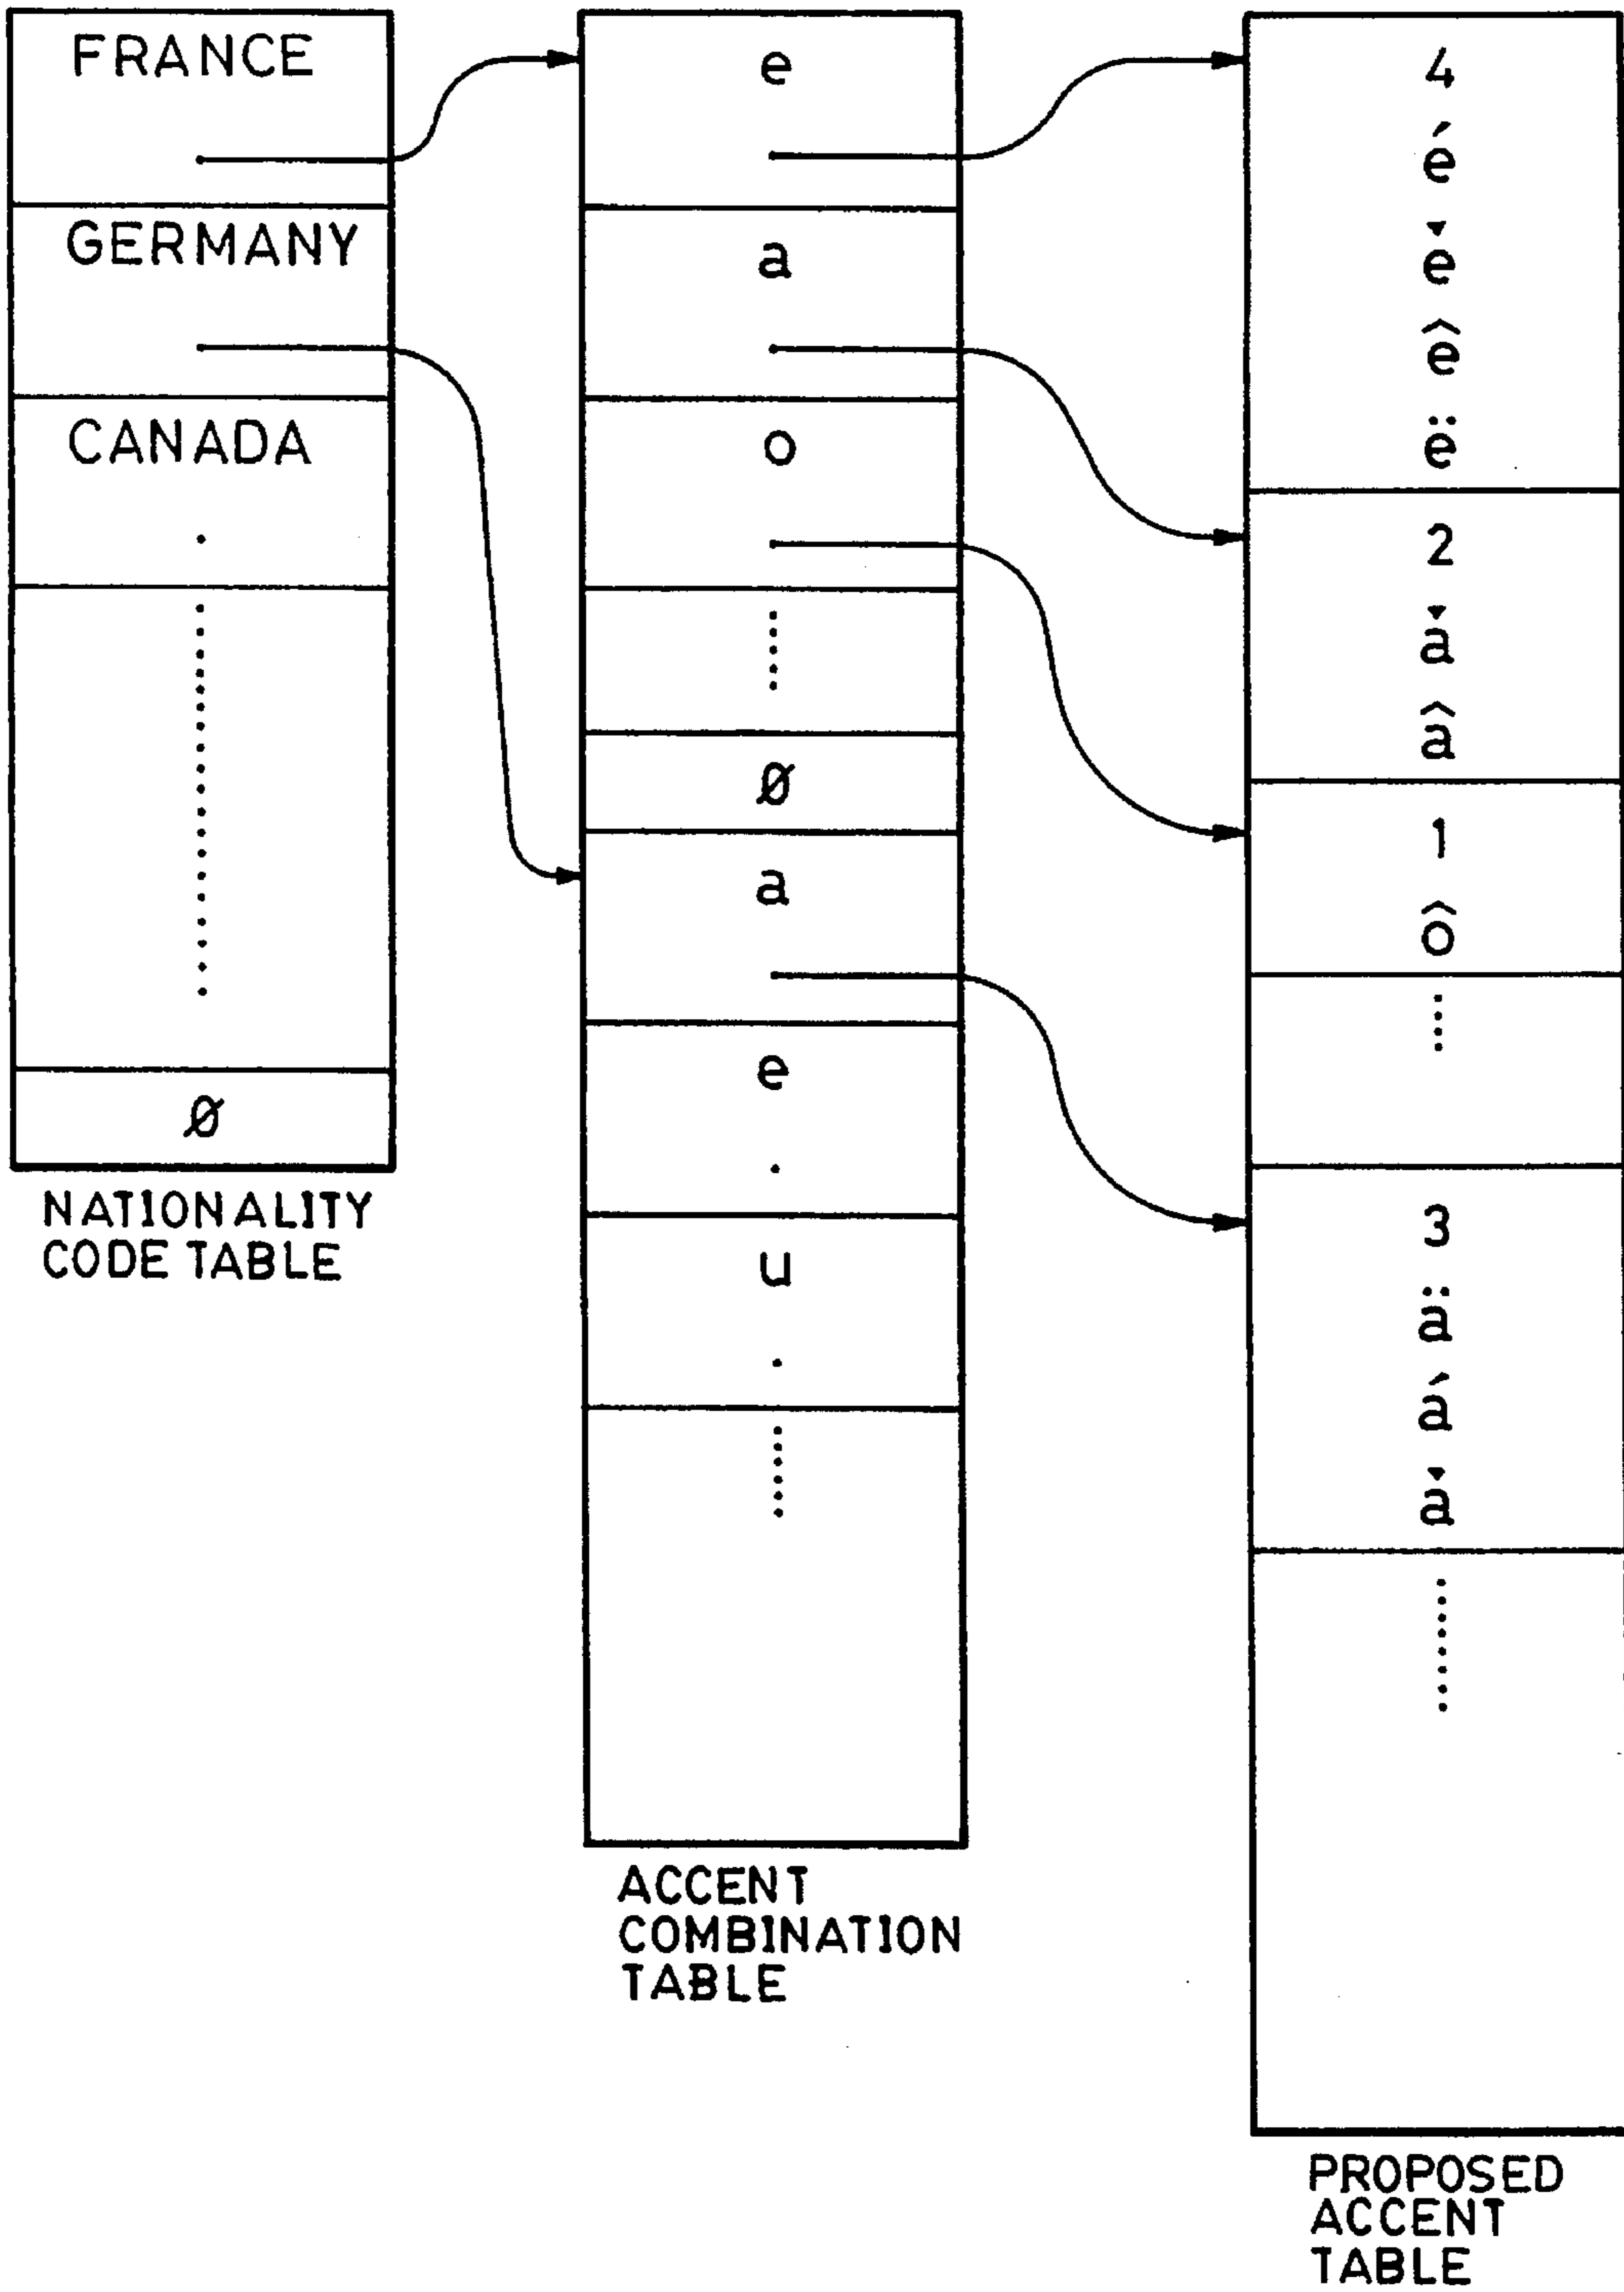 FRANCE
GERMANY
CANADA
Ø
NATIONALITY
CODE TABLE
e
a
o
Ø
a
e
u
ACCENT
COMBINATION
TABLE
4
é
ě
ê
ë
2
ǎ
â
1
ô
3
ä
á
ǎ
PROPOSED
ACCENT
TABLE